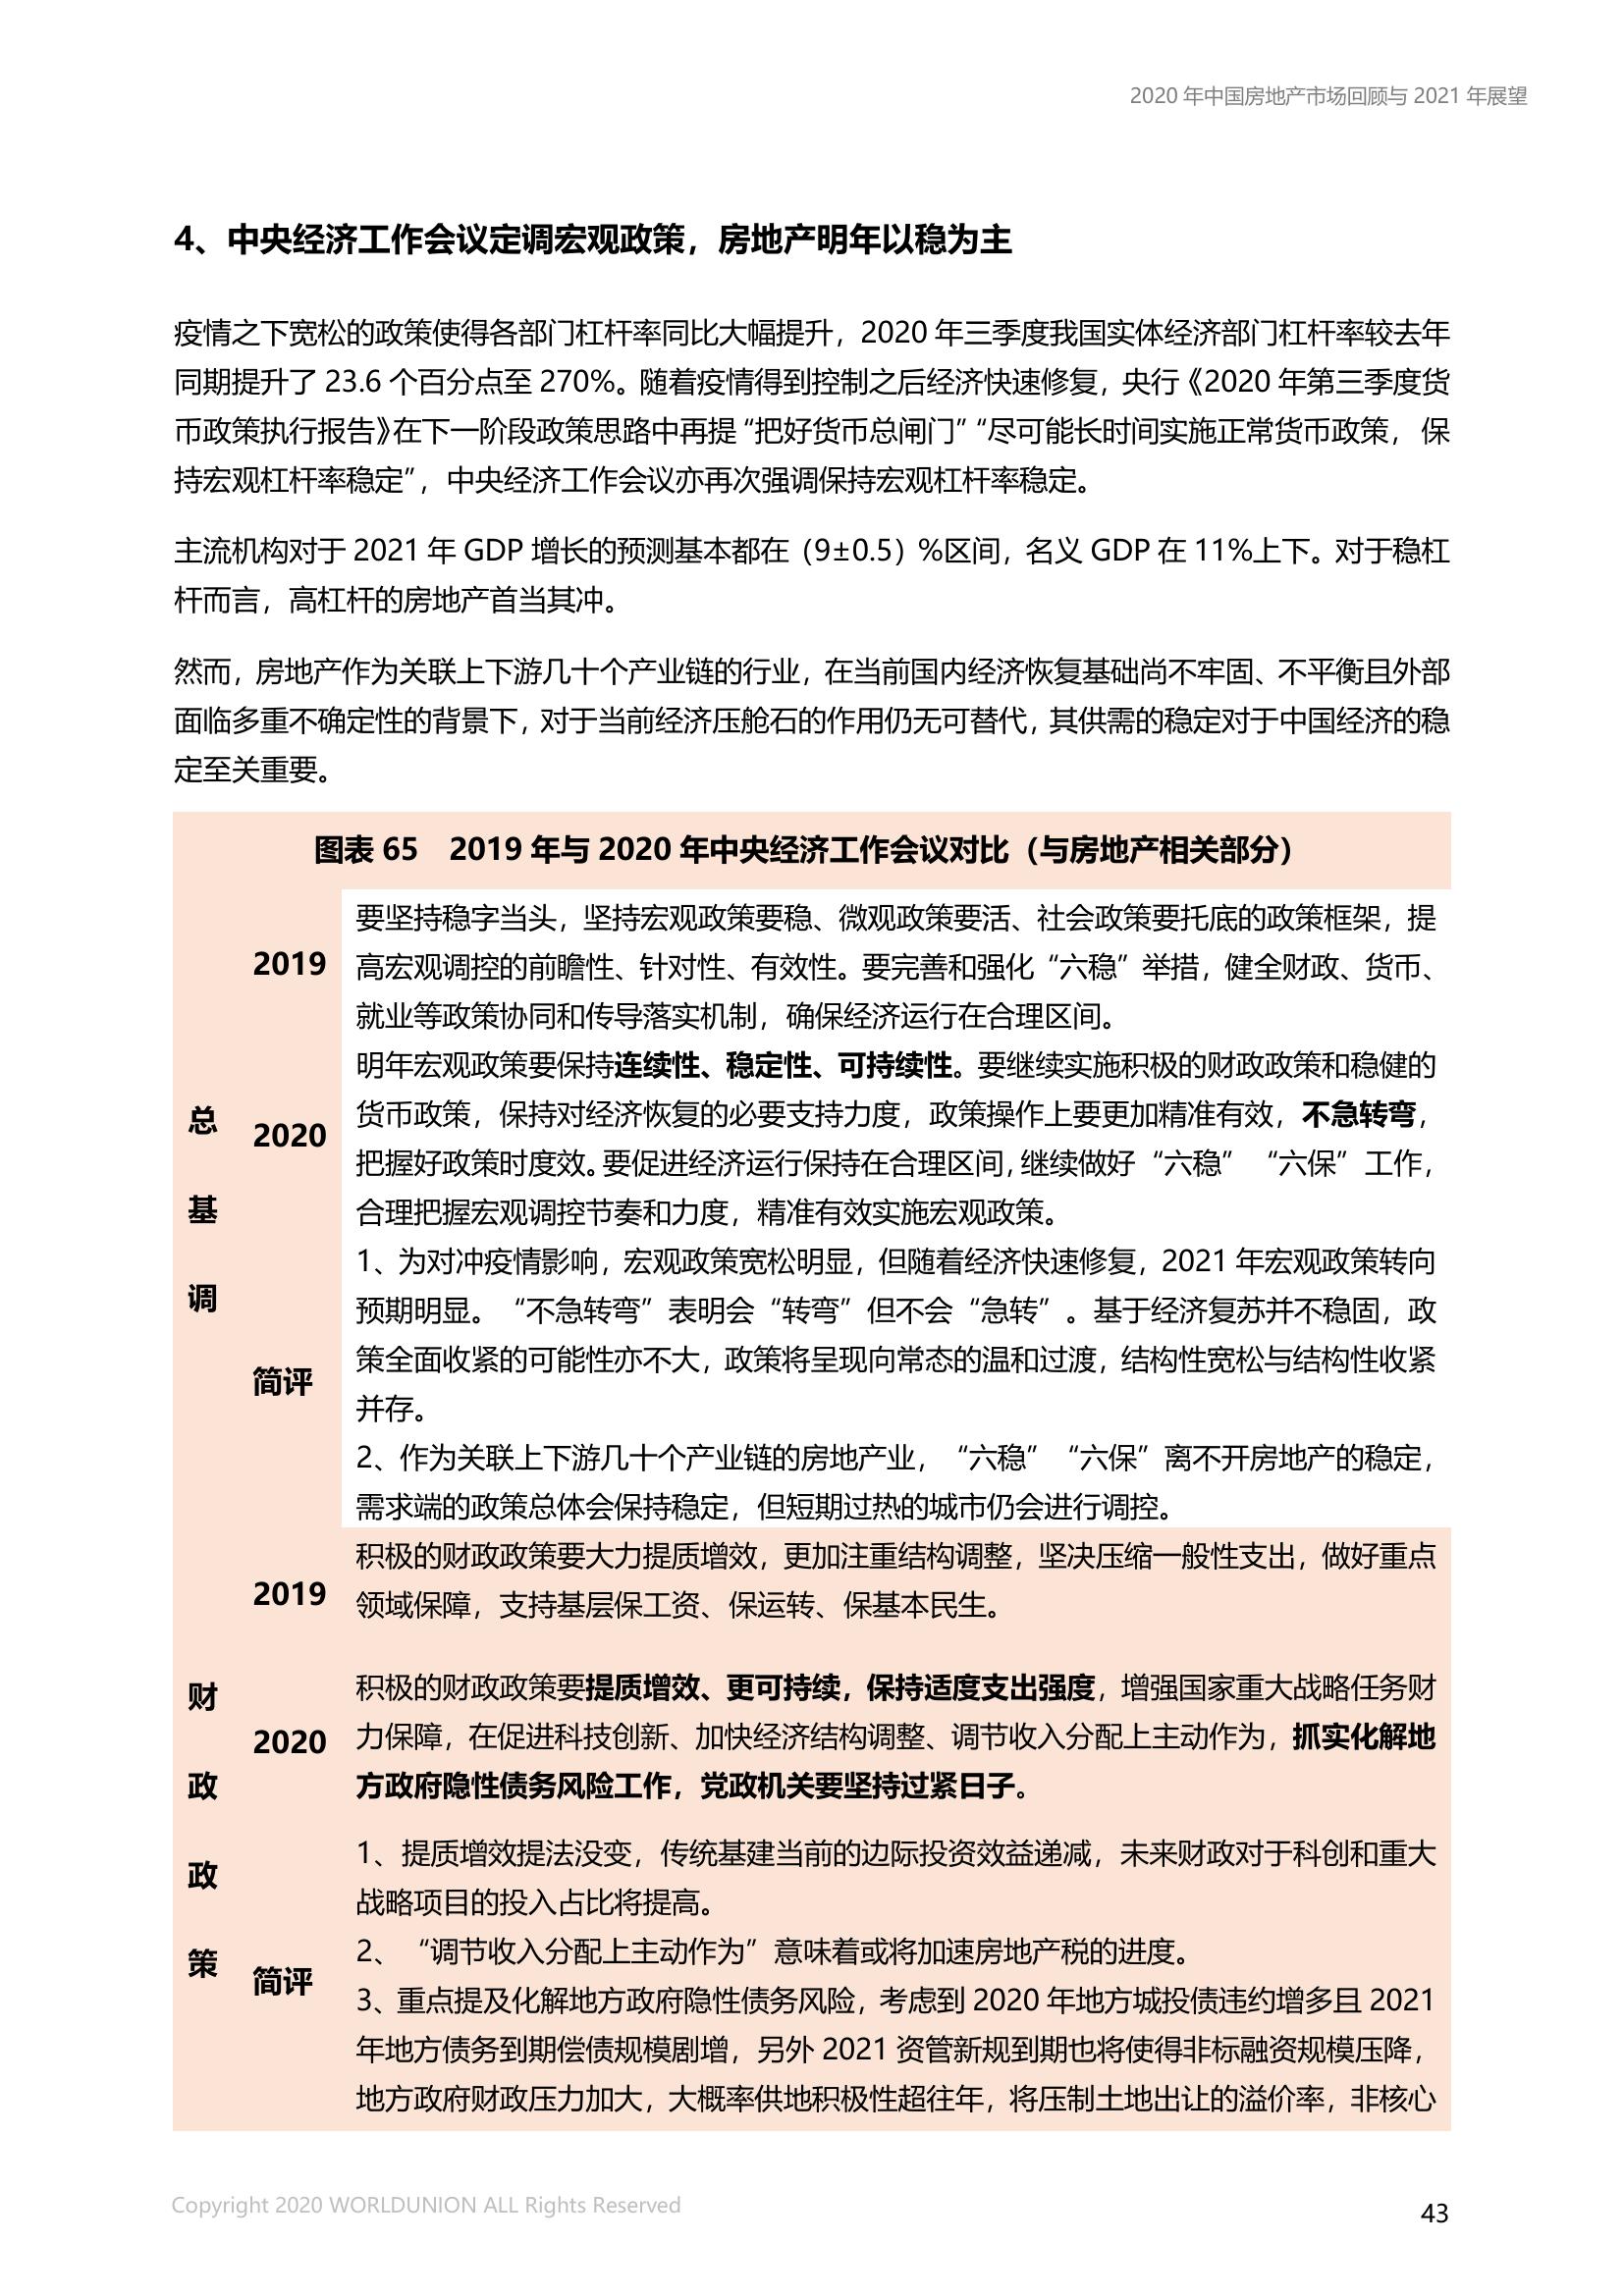 2020 年中国房地产市场回顾与 2021 年展望
4、中央经济工作会议定调宏观政策，房地产明年以稳为主
疫情之下宽松的政策使得各部门杠杆率同比大幅提升，2020 年三季度我国实体经济部门杠杆率较去年
同期提升了 23.6 个百分点至 270%。随着疫情得到控制之后经济快速修复，央行《2020 年第三季度货
币政策执行报告》在下一阶段政策思路中再提“把好货币总闸门”“尽可能长时间实施正常货币政策，保
持宏观杠杆率稳定”，中央经济工作会议亦再次强调保持宏观杠杆率稳定。
主流机构对于 2021 年 GDP 增长的预测基本都在（9±0.5）%区间，名义 GDP 在 11%上下。对于稳杠
杆而言，高杠杆的房地产首当其冲。
然而，房地产作为关联上下游几十个产业链的行业，在当前国内经济恢复基础尚不牢固、不平衡且外部
面临多重不确定性的背景下，对于当前经济压舱石的作用仍无可替代，其供需的稳定对于中国经济的稳
定至关重要。
图表 65 2019 年与 2020 年中央经济工作会议对比（与房地产相关部分）
总
基
调
2019
要坚持稳字当头，坚持宏观政策要稳、微观政策要活、社会政策要托底的政策框架，提
高宏观调控的前瞻性、针对性、有效性。要完善和强化“六稳”举措，健全财政、货币、
就业等政策协同和传导落实机制，确保经济运行在合理区间。
2020
明年宏观政策要保持连续性、稳定性、可持续性。要继续实施积极的财政政策和稳健的
货币政策，保持对经济恢复的必要支持力度，政策操作上要更加精准有效，不急转弯，
把握好政策时度效。要促进经济运行保持在合理区间，继续做好“六稳”“六保”工作，
合理把握宏观调控节奏和力度，精准有效实施宏观政策。
简评
1、为对冲疫情影响，宏观政策宽松明显，但随着经济快速修复，2021 年宏观政策转向
预期明显。“不急转弯”表明会“转弯”但不会“急转”。基于经济复苏并不稳固，政
策全面收紧的可能性亦不大，政策将呈现向常态的温和过渡，结构性宽松与结构性收紧
并存。
2、作为关联上下游几十个产业链的房地产业，“六稳”“六保”离不开房地产的稳定，
需求端的政策总体会保持稳定，但短期过热的城市仍会进行调控。
财
政
政
策
2019
积极的财政政策要大力提质增效，更加注重结构调整，坚决压缩一般性支出，做好重点
领域保障，支持基层保工资、保运转、保基本民生。
2020
积极的财政政策要提质增效、更可持续，保持适度支出强度，增强国家重大战略任务财
力保障，在促进科技创新、加快经济结构调整、调节收入分配上主动作为，抓实化解地
方政府隐性债务风险工作，党政机关要坚持过紧日子。
简评
1、提质增效提法没变，传统基建当前的边际投资效益递减，未来财政对于科创和重大
战略项目的投入占比将提高。
2、“调节收入分配上主动作为”意味着或将加速房地产税的进度。
3、重点提及化解地方政府隐性债务风险，考虑到 2020 年地方城投债违约增多且 2021
年地方债务到期偿债规模剧增，另外 2021 资管新规到期也将使得非标融资规模压降，
地方政府财政压力加大，大概率供地积极性超往年，将压制土地出让的溢价率，非核心
Copyright 2020 WORLDUNION ALL Rights Reserved
43